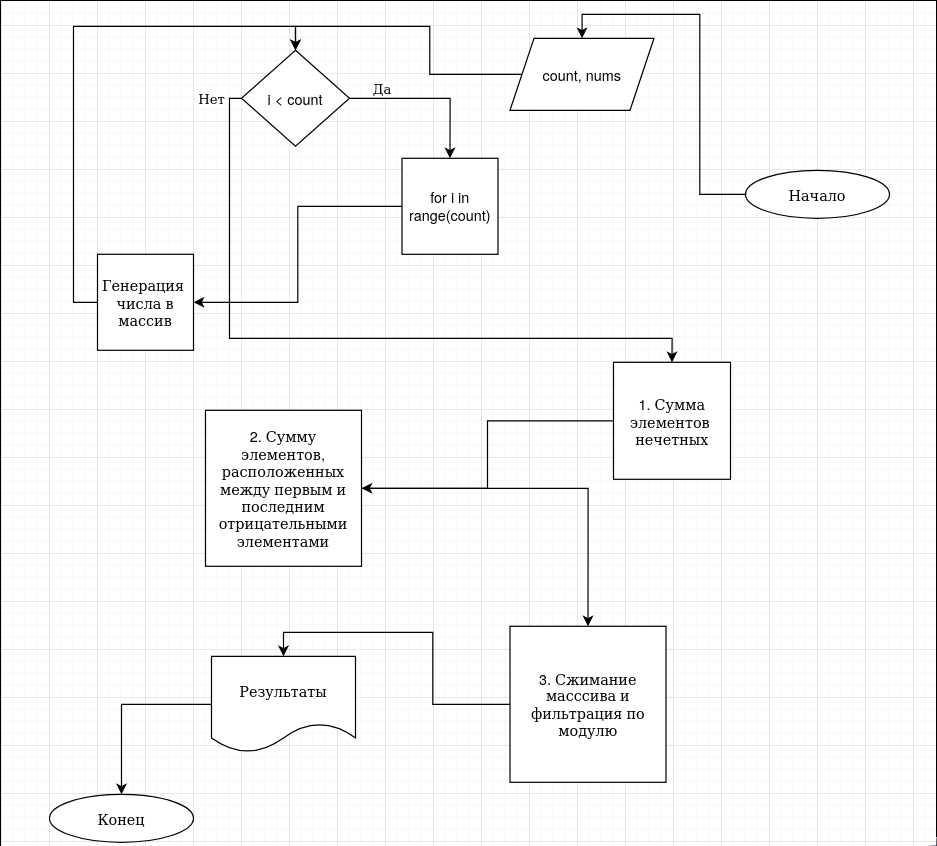 count, nums
Да
Нет
i < count
for i in
range(count)
Начало
Генерация
числа в
массив
1. Сумма
элементов
нечетных
2. Сумму
элементов,
расположенных
между первым и
последним
отрицательными
элементами
3. Сжимание
масссива и
фильтрация по
модулю
Результаты
Конец